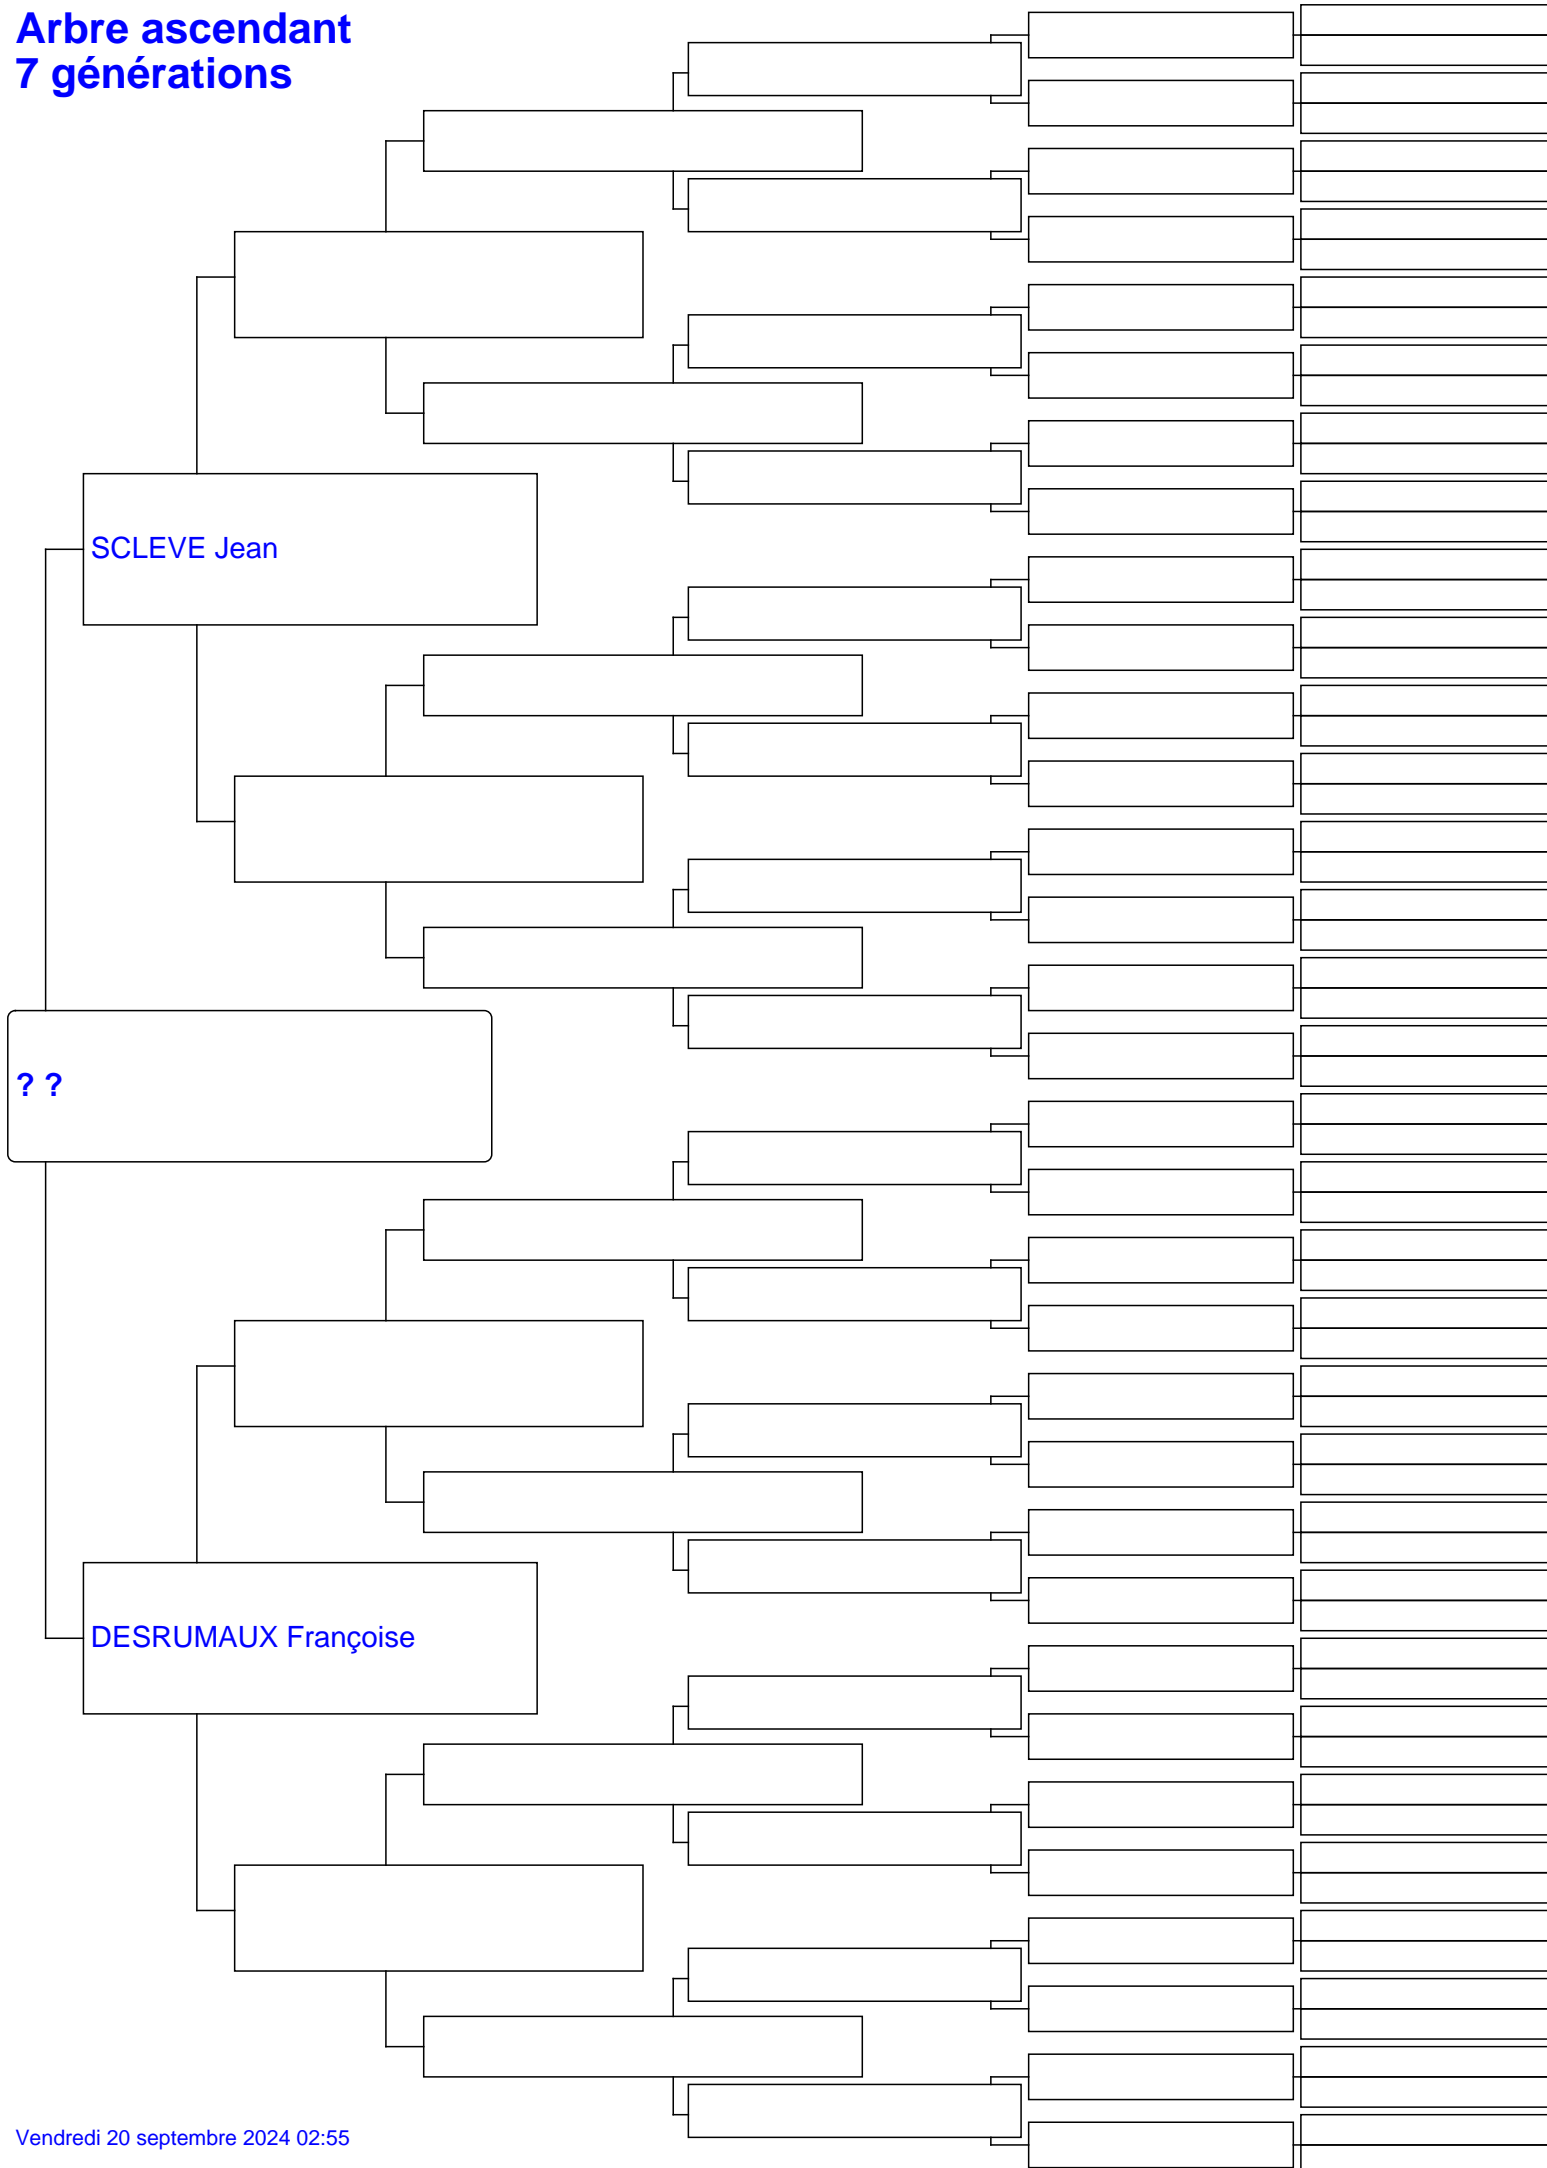 Arbre ascendant
7 générations
SCLEVE Jean
? ?
DESRUMAUX Françoise
Vendredi 20 septembre 2024 02:55